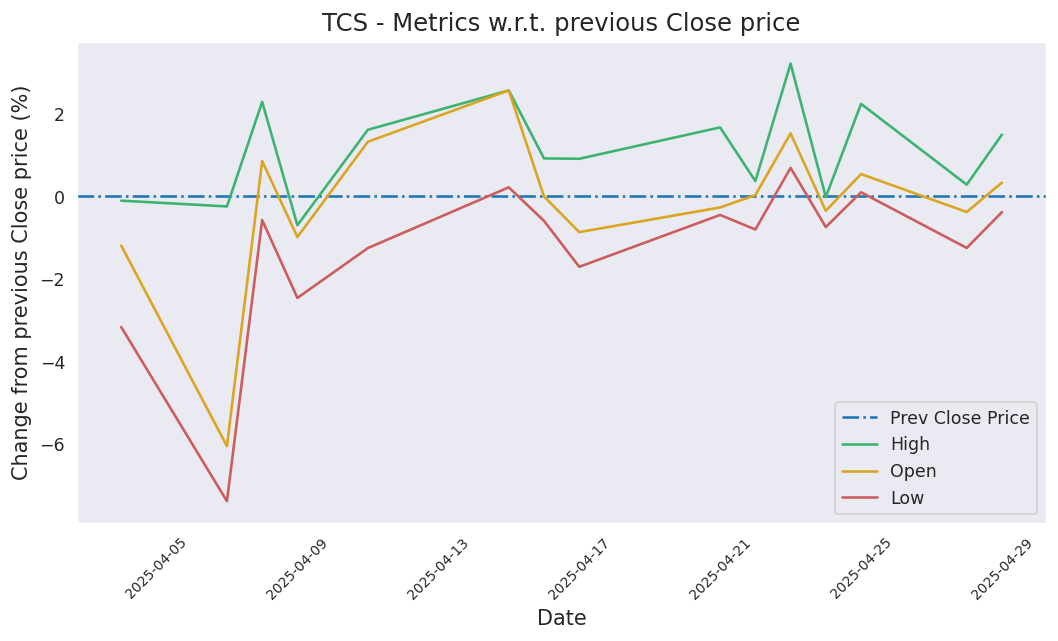 TCS - Metrics w.r.t. previous Close price
Change from previous Close price (%)
2
0
−2
−4
−6
Prev Close Price
High
Open
Low
2025-04-05
2025-04-09
2025-04-13
2025-04-17
2025-04-21
2025-04-25
2025-04-29
Date